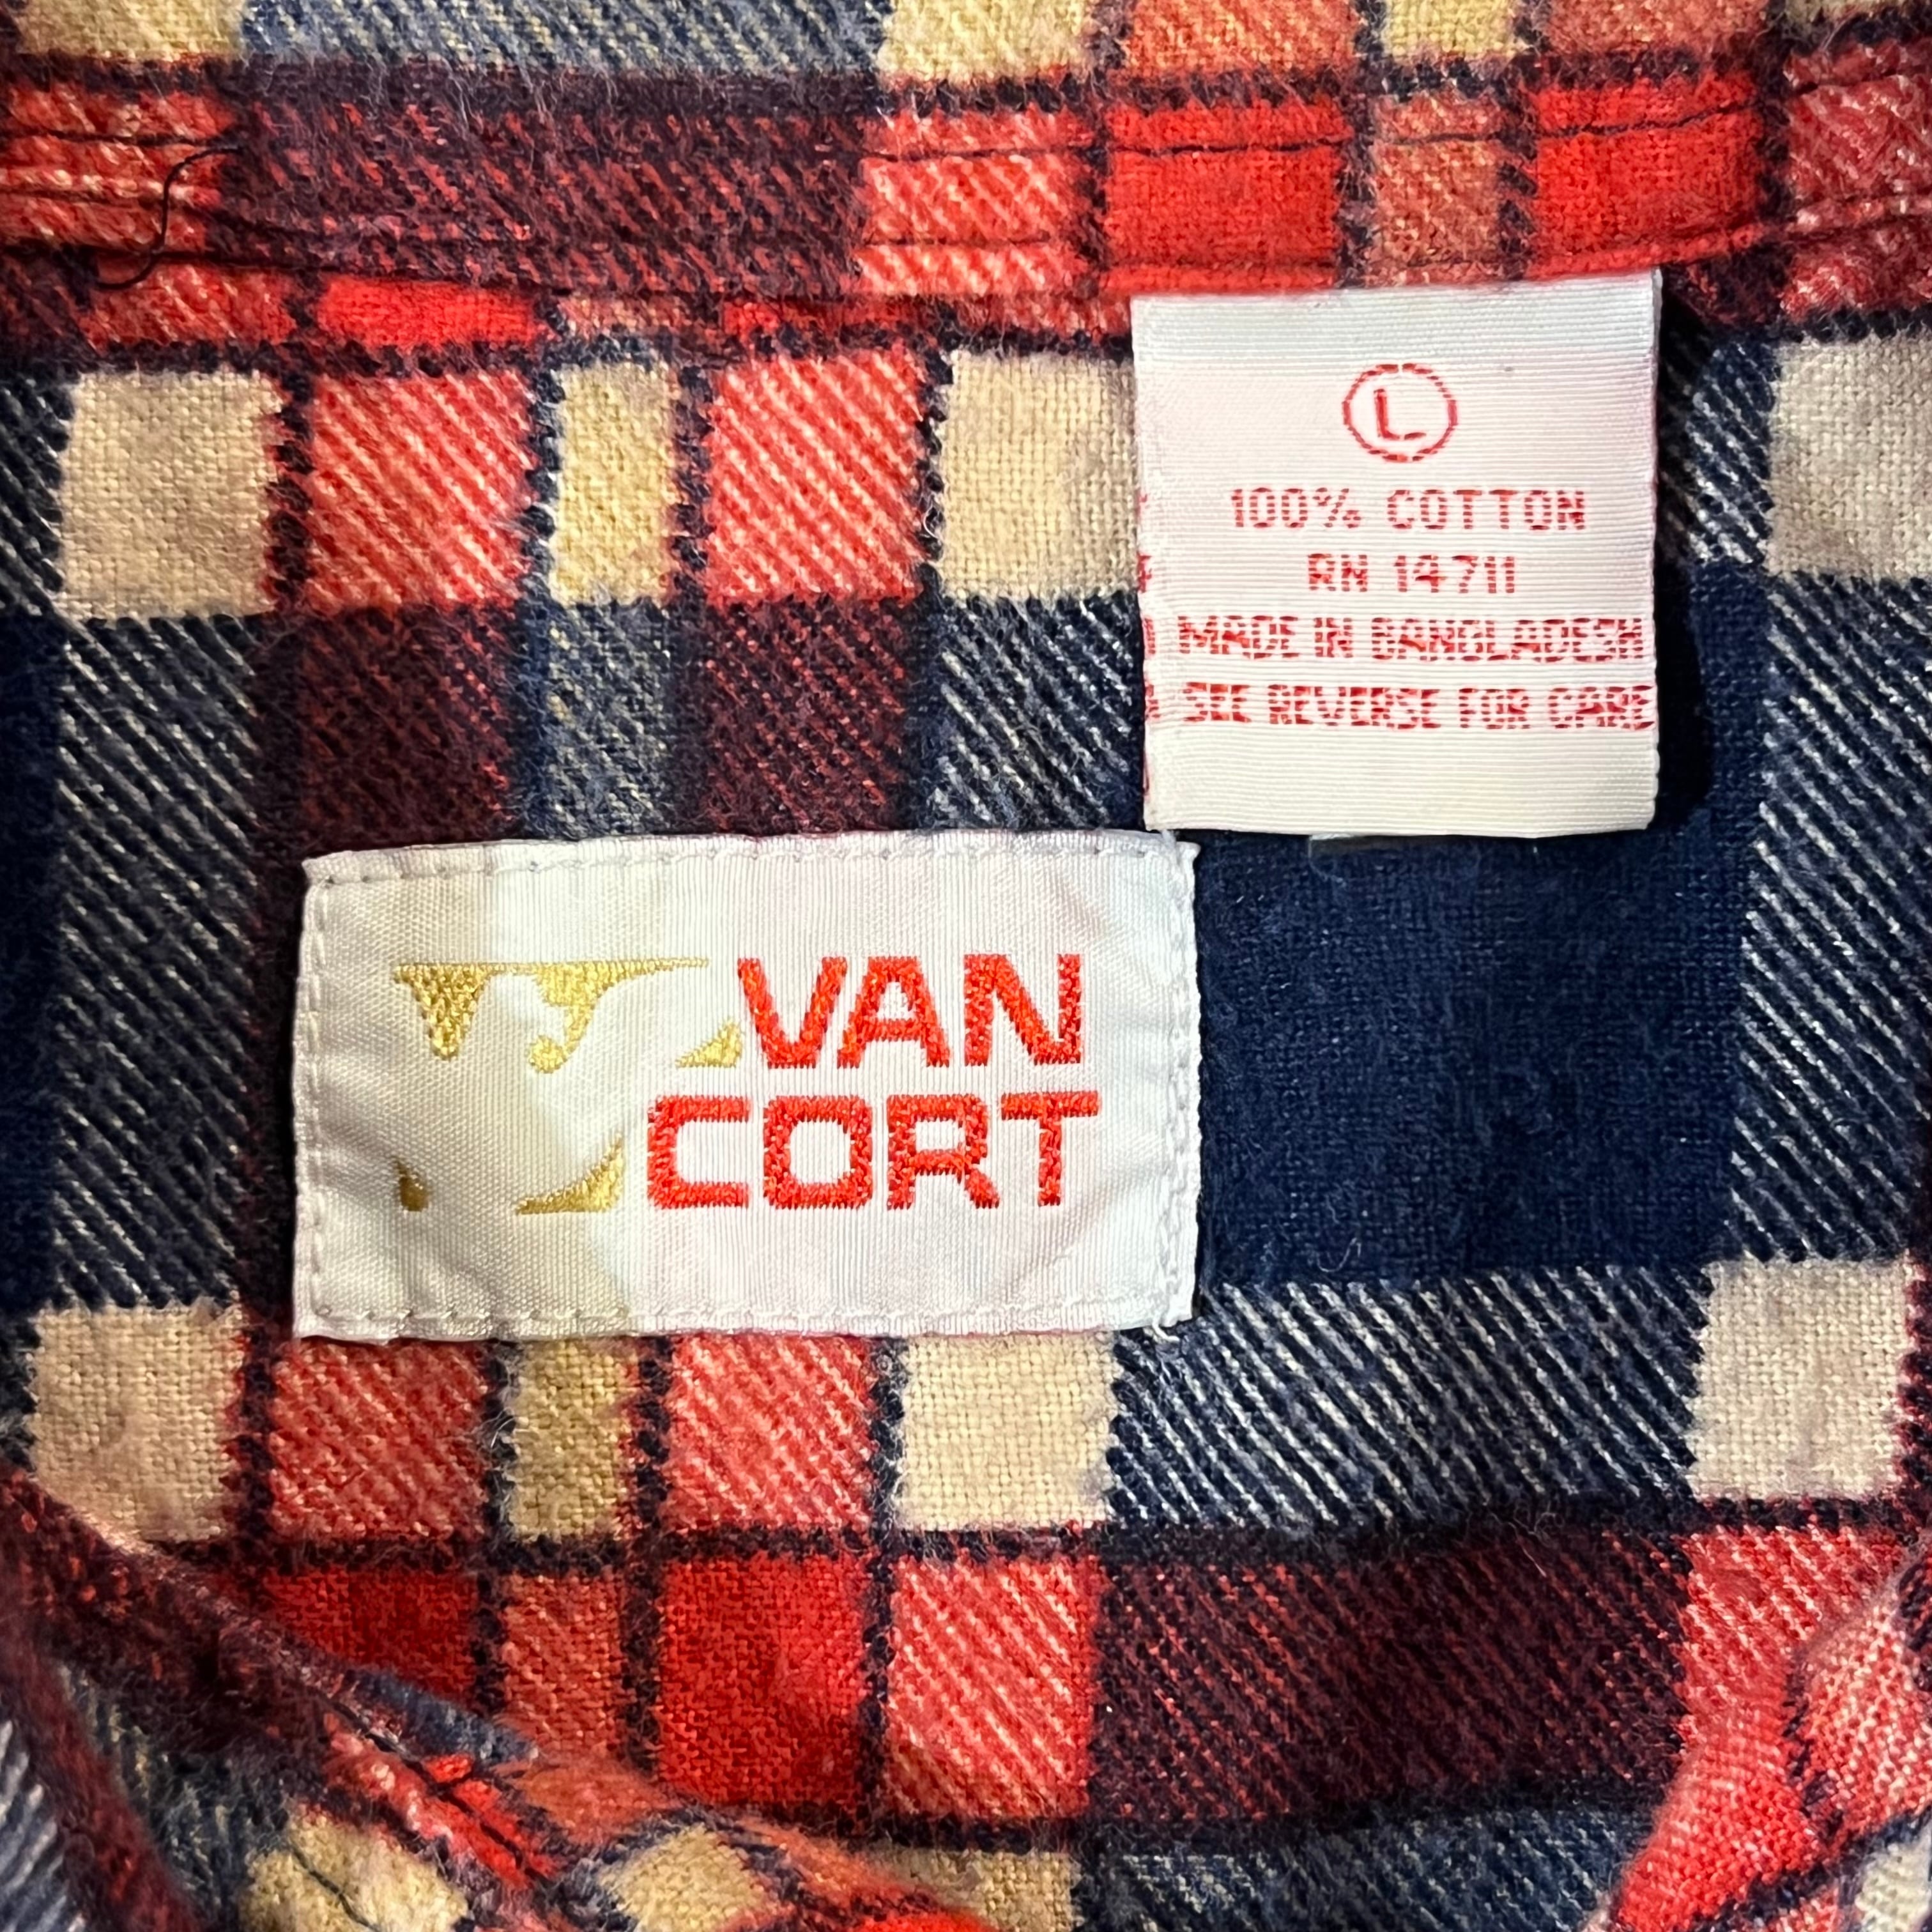 L
100% COTTON
RN 14711
MADE IN BANGLADESH
SEE REVERSE FOR CARE
VAN
CORT